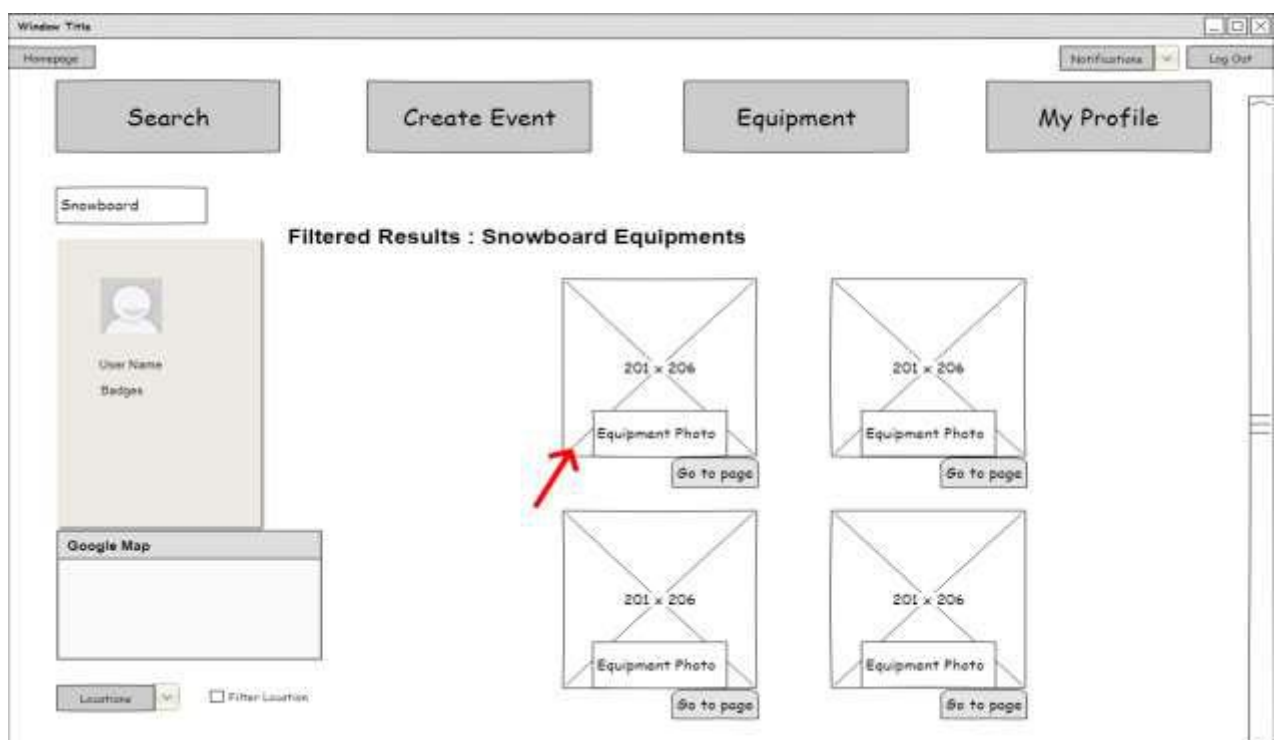 Window Title
Homepage
Notifications
Log Out
Search
Create Event
Equipment
My Profile
Snowboard
Filtered Results : Snowboard Equipments
User Name
Badges
201 x 206
Equipment Photo
Go to page
201 x 206
Equipment Photo
Go to page
Google Map
201 x 206
Equipment Photo
Go to page
201 x 206
Equipment Photo
Go to page
Locations
Filter Location